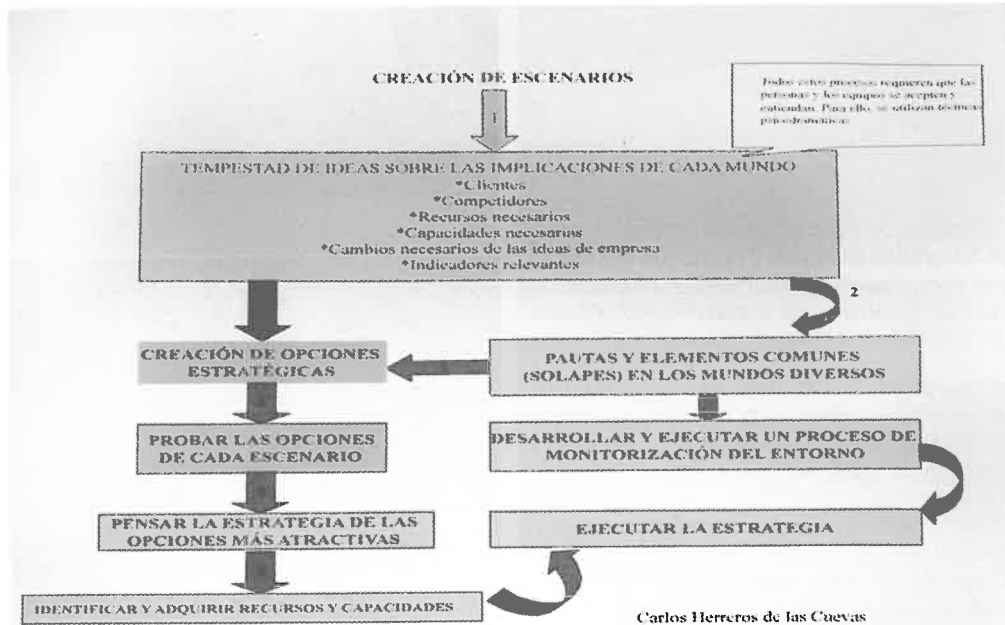 CREACIÓN DE ESCENARIOS
Todos estos procesos requieren que las
personas y los equipos se acepten y
entiendan. Para ello, se utilizan técnicas
psicodramáticas
1
TEMPESTAD DE IDEAS SOBRE LAS IMPLICACIONES DE CADA MUNDO
*Clientes
*Competidores
*Recursos necesarios
*Capacidades necesarias
*Cambios necesarios de las ideas de empresa
*Indicadores relevantes
2
CREACIÓN DE OPCIONES
ESTRATÉGICAS
PAUTAS Y ELEMENTOS COMUNES
(SOLAPES) EN LOS MUNDOS DIVERSOS
PROBAR LAS OPCIONES
DE CADA ESCENARIO
DESARROLLAR Y EJECUTAR UN PROCESO DE
MONITORIZACIÓN DEL ENTORNO
PENSAR LA ESTRATEGIA DE LAS
OPCIONES MÁS ATRACTIVAS
EJECUTAR LA ESTRATEGIA
IDENTIFICAR Y ADQUIRIR RECURSOS Y CAPACIDADES
Carlos Herreros de las Cuevas